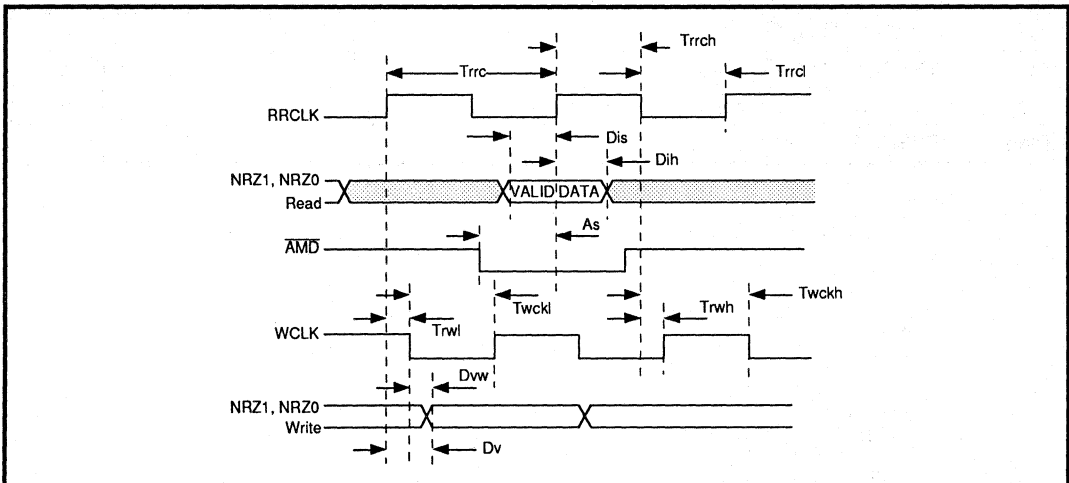 Trrch
Trrc
Trrcl
RRCLK
Dis
Dih
NRZ1, NRZ0
Read
VALID DATA
As
AMD
Twckl
Twckh
Trwl
Trwh
WCLK
Dvw
NRZ1, NRZ0
Write
Dv